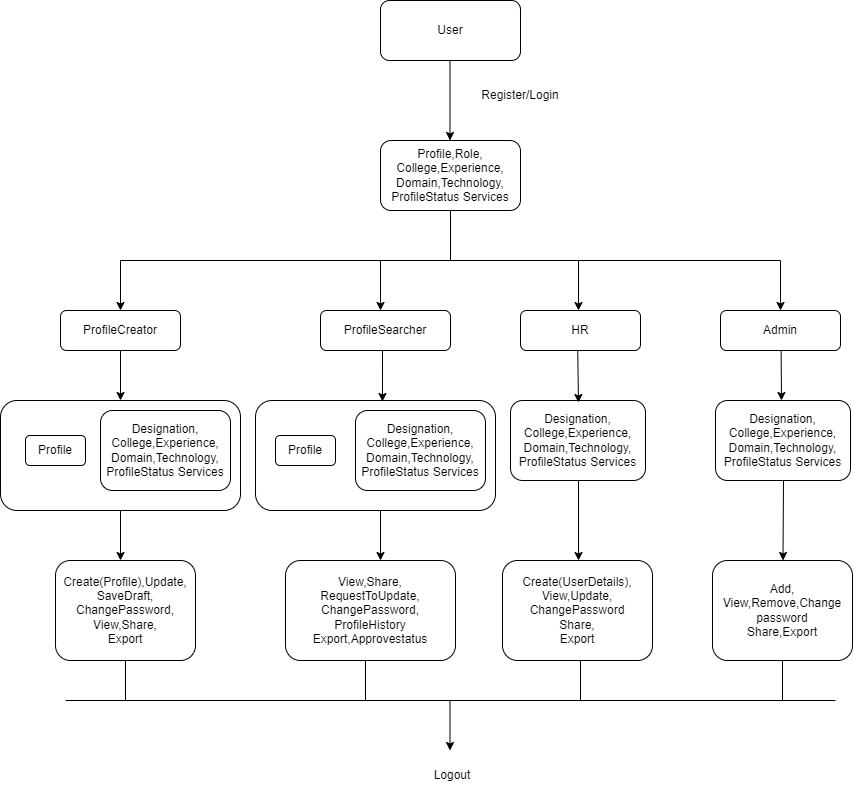 User
Register/Login
Profile,Role,
College,Experience,
Domain,Technology,
ProfileStatus Services
ProfileCreator
ProfileSearcher
HR
Admin
Profile
Designation,
College,Experience,
Domain,Technology,
ProfileStatus Services
Profile
Designation,
College,Experience,
Domain,Technology,
ProfileStatus Services
Designation,
College,Experience,
Domain,Technology,
ProfileStatus Services
Designation,
College,Experience,
Domain,Technology,
ProfileStatus Services
Create(Profile),Update,
SaveDraft,
ChangePassword,
View,Share,
Export
View,Share,
RequestToUpdate,
ChangePassword,
ProfileHistory
Export,Approvestatus
Create(UserDetails),
View,Update,
ChangePassword
Share,
Export
Add,
View,Remove,Change
password
Share,Export
Logout